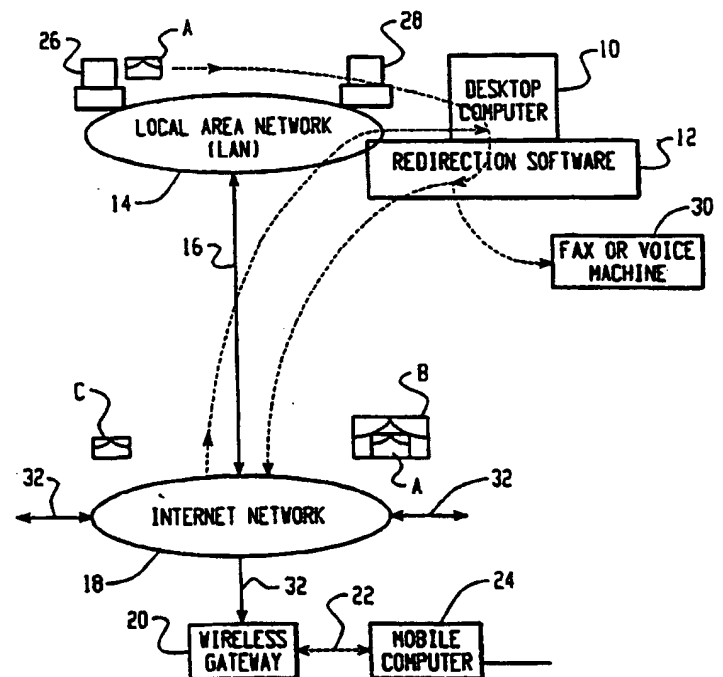 26
A
28
10
DESKTOP
COMPUTER
LOCAL AREA NETWORK
(LAN)
REDIRECTION SOFTWARE
12
14
30
16
FAX OR VOICE
MACHINE
C
B
A
32
32
INTERNET NETWORK
18
32
24
20
22
WIRELESS
GATEWAY
MOBILE
COMPUTER